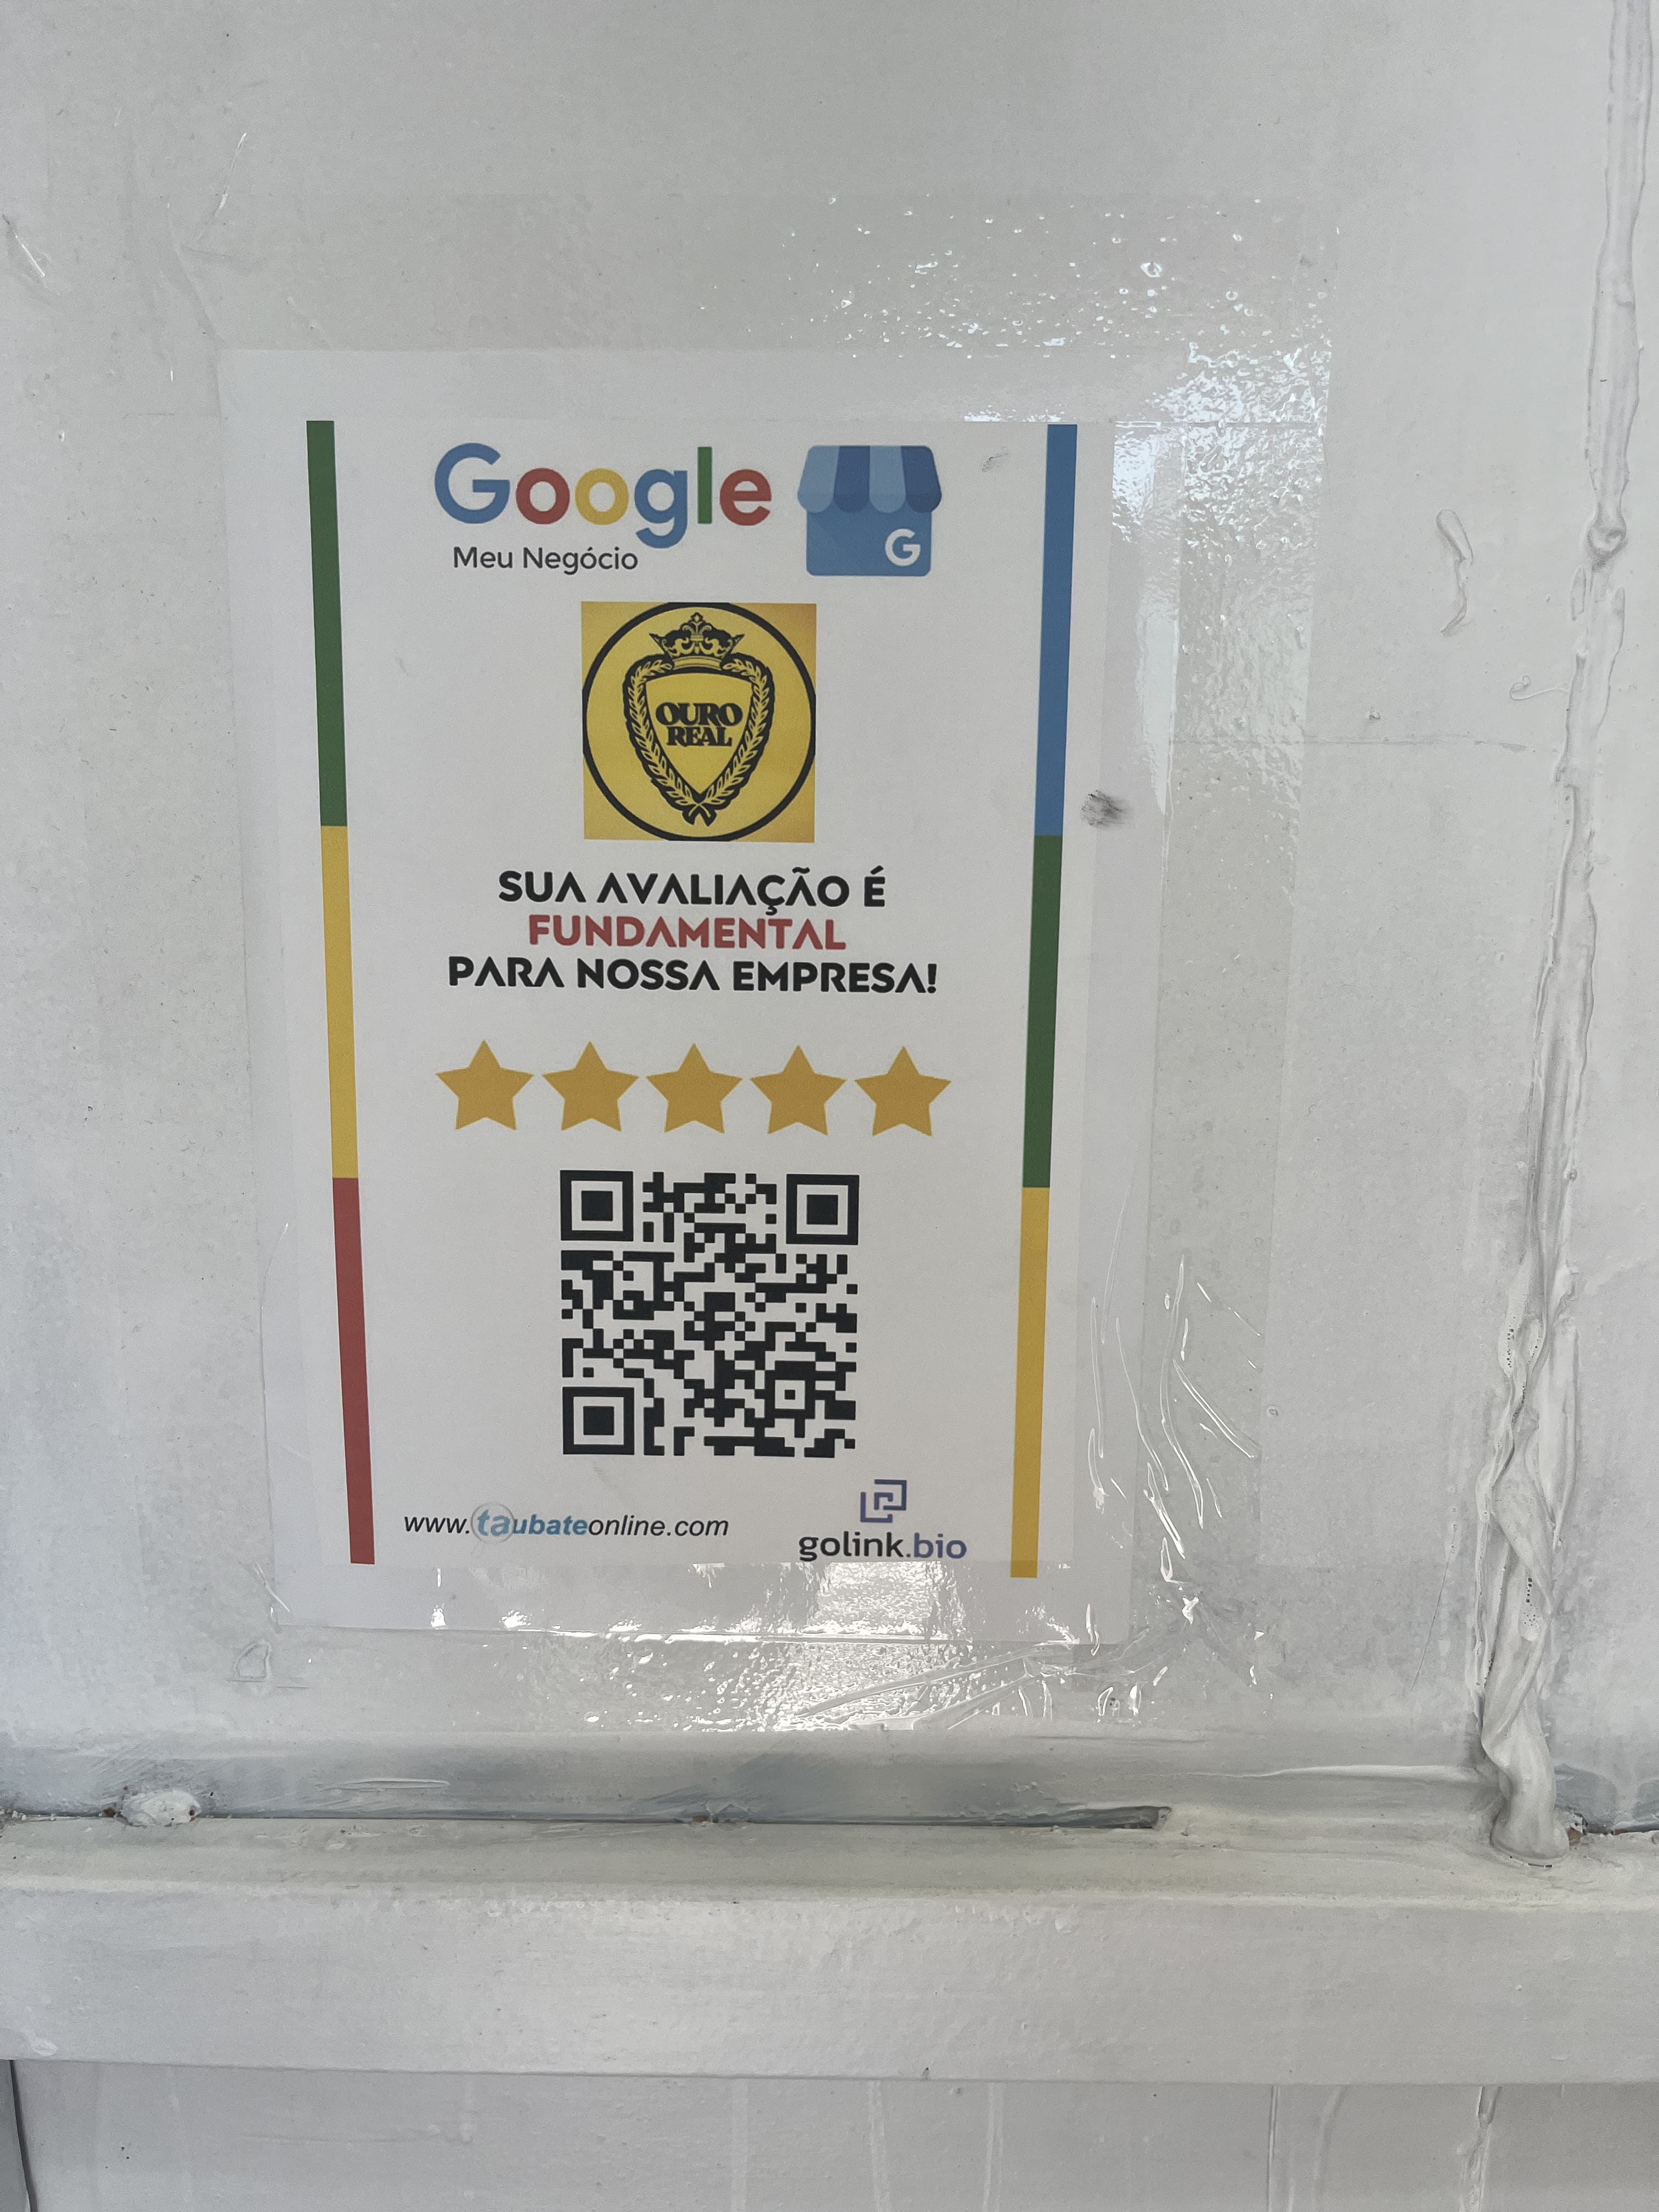 Google
Meu Negócio
G
OURO
REAL
SUA AVALIAÇÃO É
FUNDAMENTAL
PARA NOSSA EMPRESA!
www.taubateonline.com
golink.bio